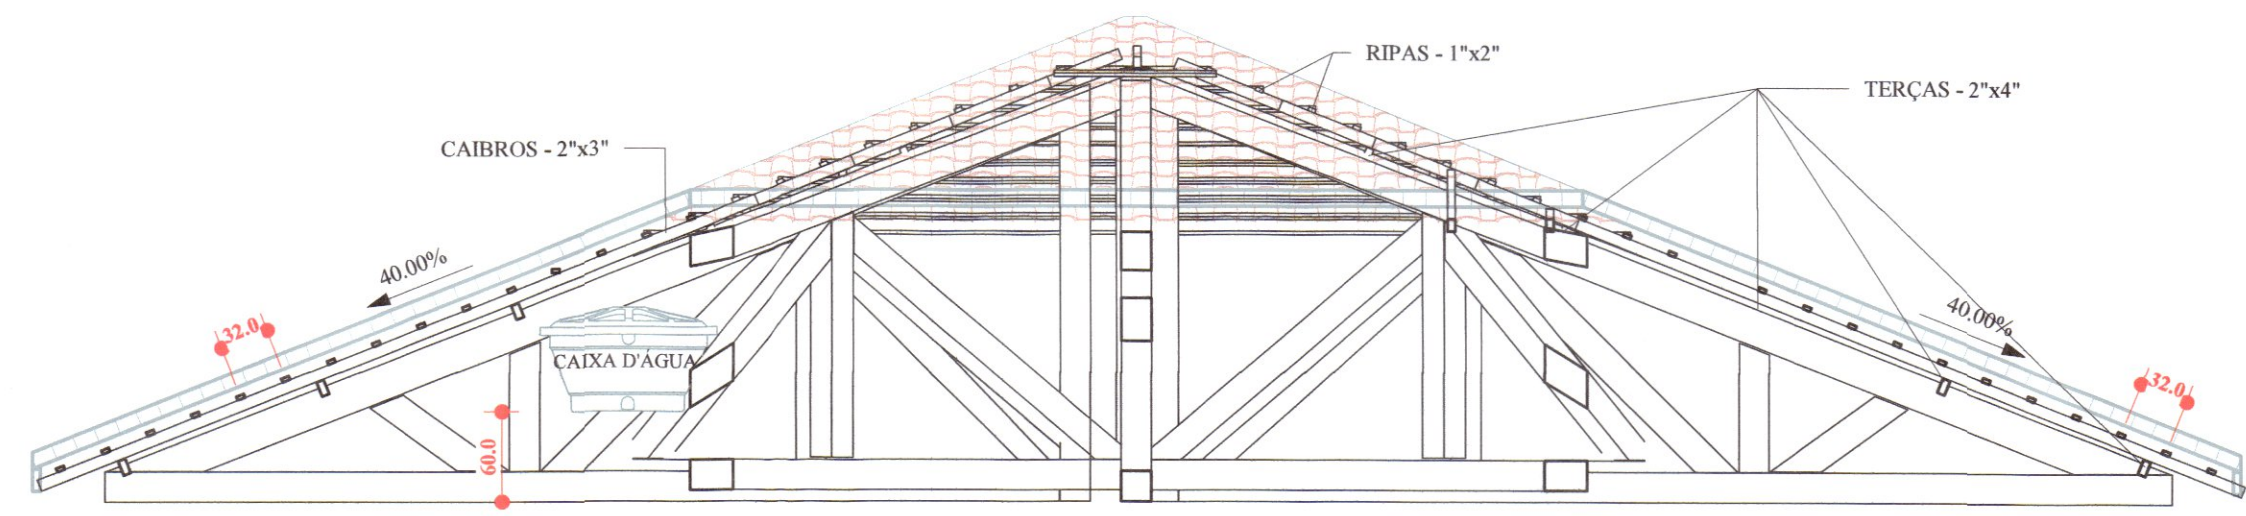 RIPAS - 1"x2"
TERÇAS - 2"x4"
CAIBROS - 2"x3"
40.00%
40.00%
32.0
CAIXA D'ÁGUA
32.0
60.0